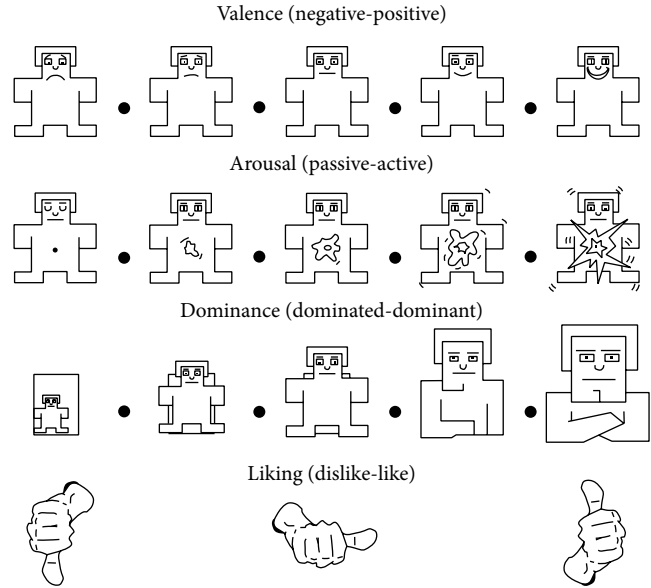 Valence (negative-positive)
Arousal (passive-active)
Dominance (dominated-dominant)
Liking (dislike-like)